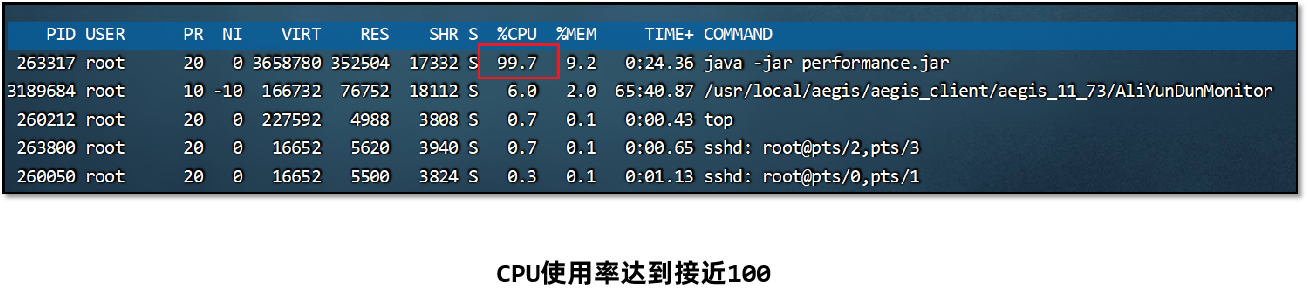 PID USER PR NI VIRT RES SHR S %CPU %MEM TIME+ COMMAND
263317 root 20 0 3658780 352504 17332 S 99.7 9.2 0:24.36 java -jar performance.jar
3189684 root 10 -10 166732 76752 18112 S 6.0 2.0 65:40.87 /usr/local/aegis/aegis_client/aegis_11_73/AliYunDunMonitor
260212 root 20 0 227592 4988 3808 S 0.7 0.1 0:00.43 top
263800 root 20 0 16652 5620 3940 S 0.7 0.1 0:00.65 sshd: root@pts/2,pts/3
260050 root 20 0 16652 5500 3824 S 0.3 0.1 0:01.13 sshd: root@pts/0,pts/1
CPU使用率达到接近100